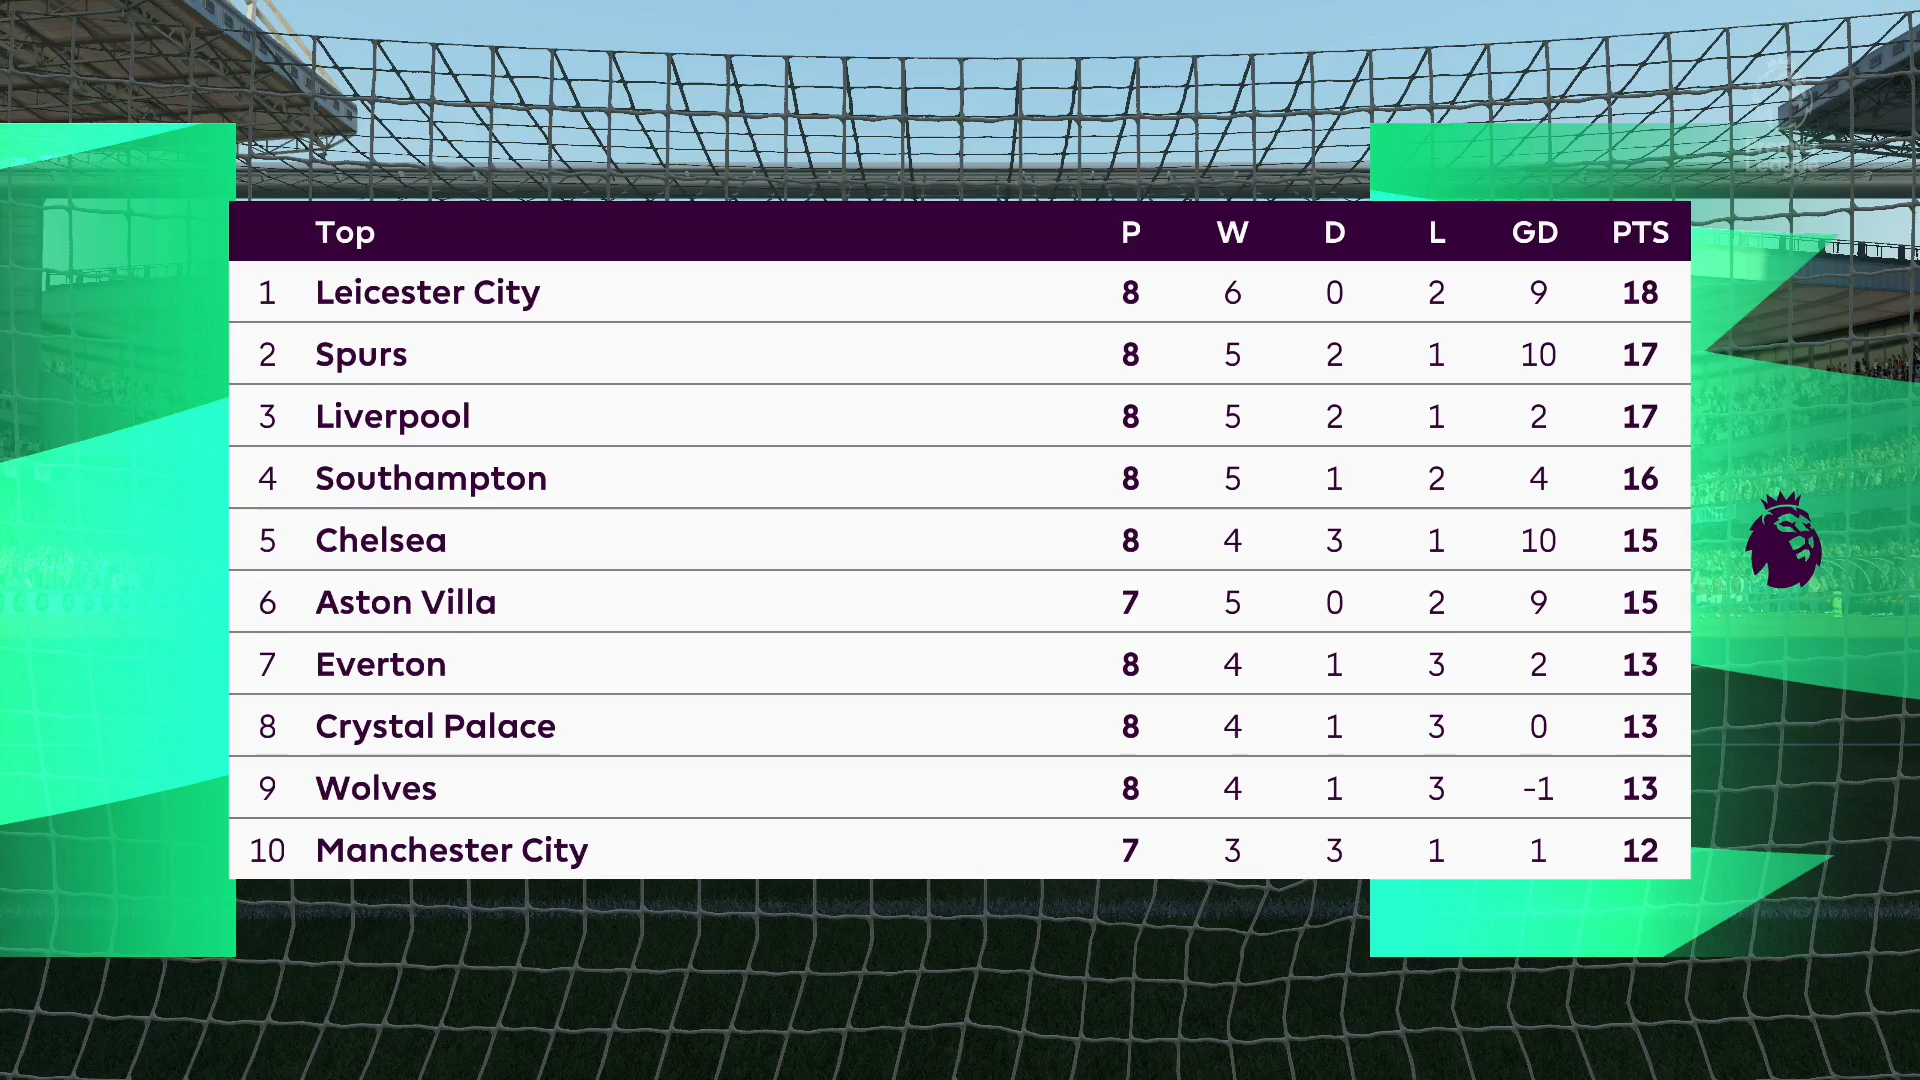 Premier
League
Top P W D L GD PTS
1 Leicester City 8 6 0 2 9 18
2 Spurs 8 5 2 1 10 17
3 Liverpool 8 5 2 1 2 17
4 Southampton 8 5 1 2 4 16
5 Chelsea 8 4 3 1 10 15
6 Aston Villa 7 5 0 2 9 15
7 Everton 8 4 1 3 2 13
8 Crystal Palace 8 4 1 3 0 13
9 Wolves 8 4 1 3 -1 13
10 Manchester City 7 3 3 1 1 12